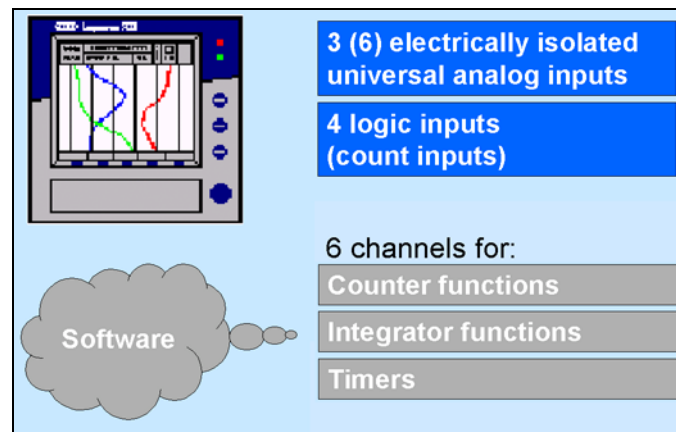 3 (6) electrically isolated
universal analog inputs
4 logic inputs
(count inputs)
6 channels for:
Counter functions
Software
Integrator functions
Timers